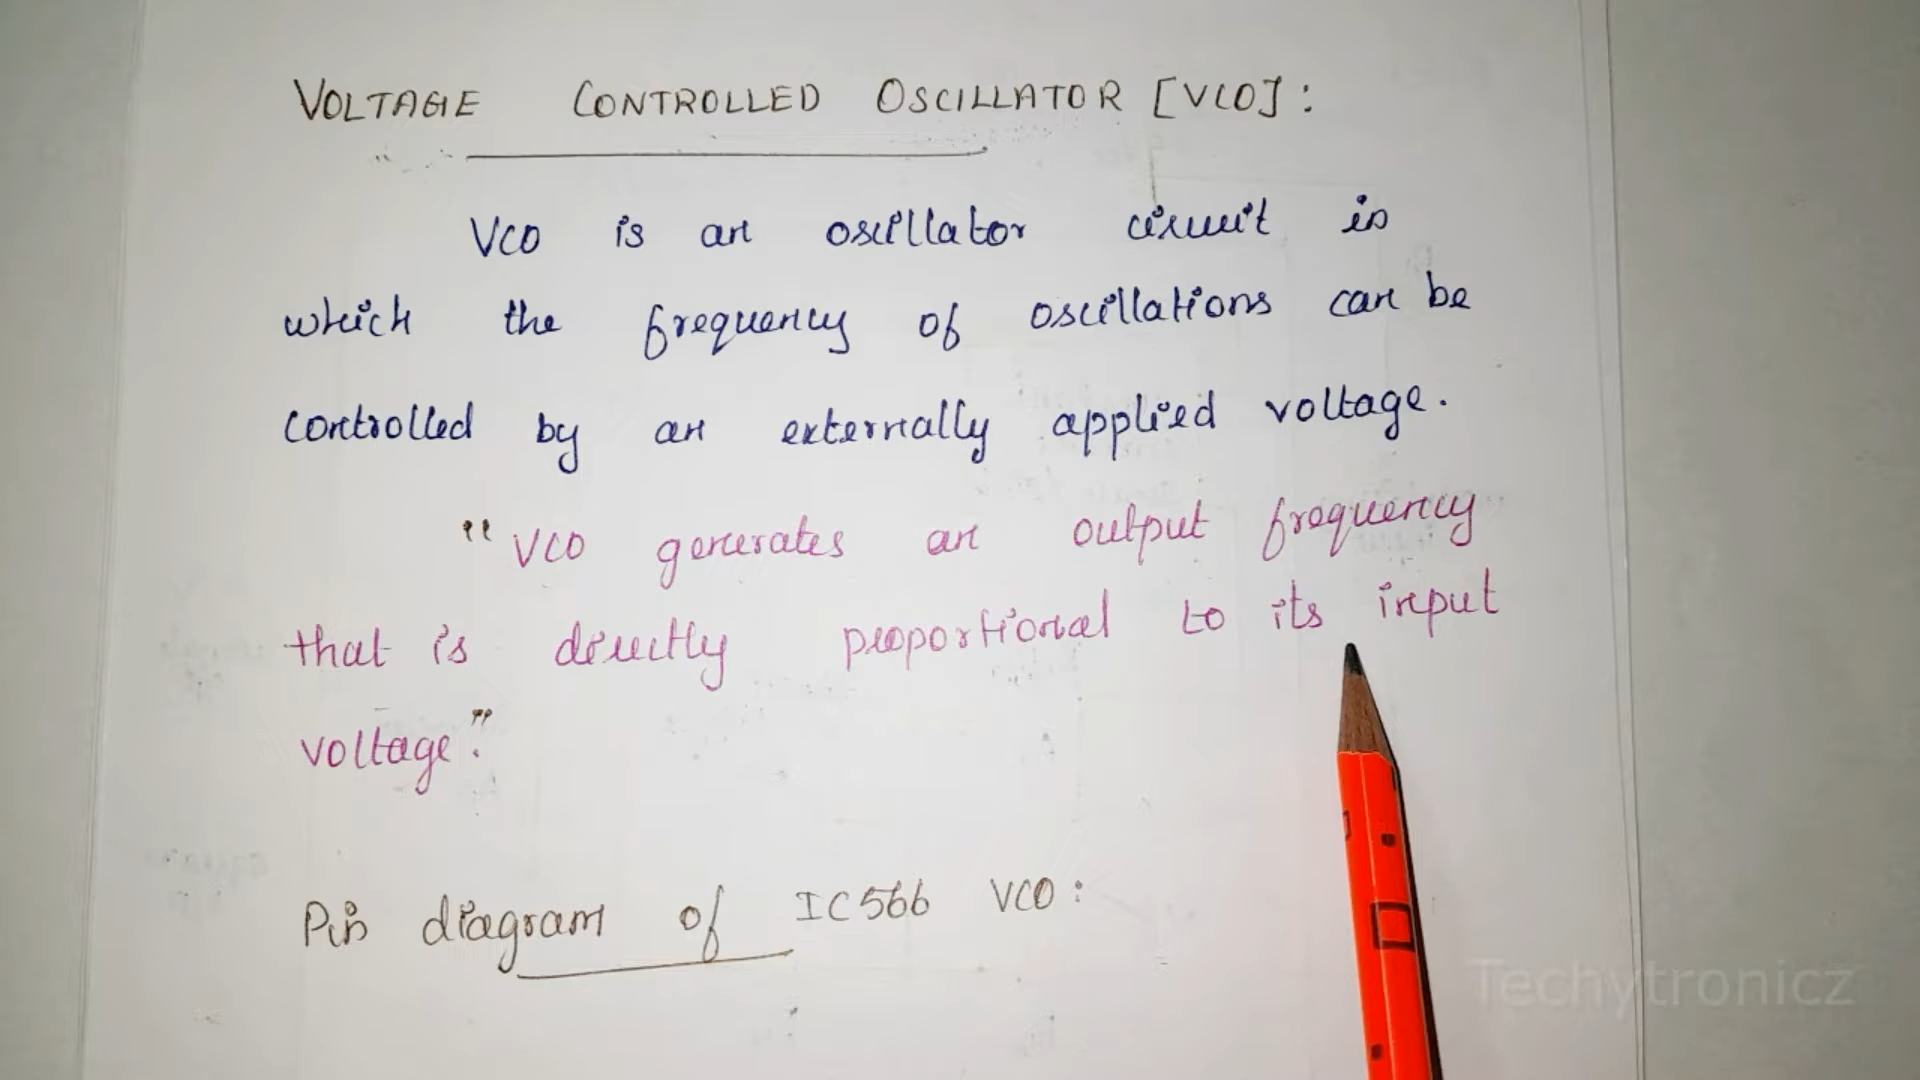 VOLTAGE CONTROLLED OSCILLATOR [VCO]:
VCO is an oscillator circuit in
which the frequency of oscillations can be
controlled by an externally applied voltage.
"VCO generates an output frequency
that is directly proportional to its input
voltage."
Pin diagram of IC566 VCO:
Techytronicz